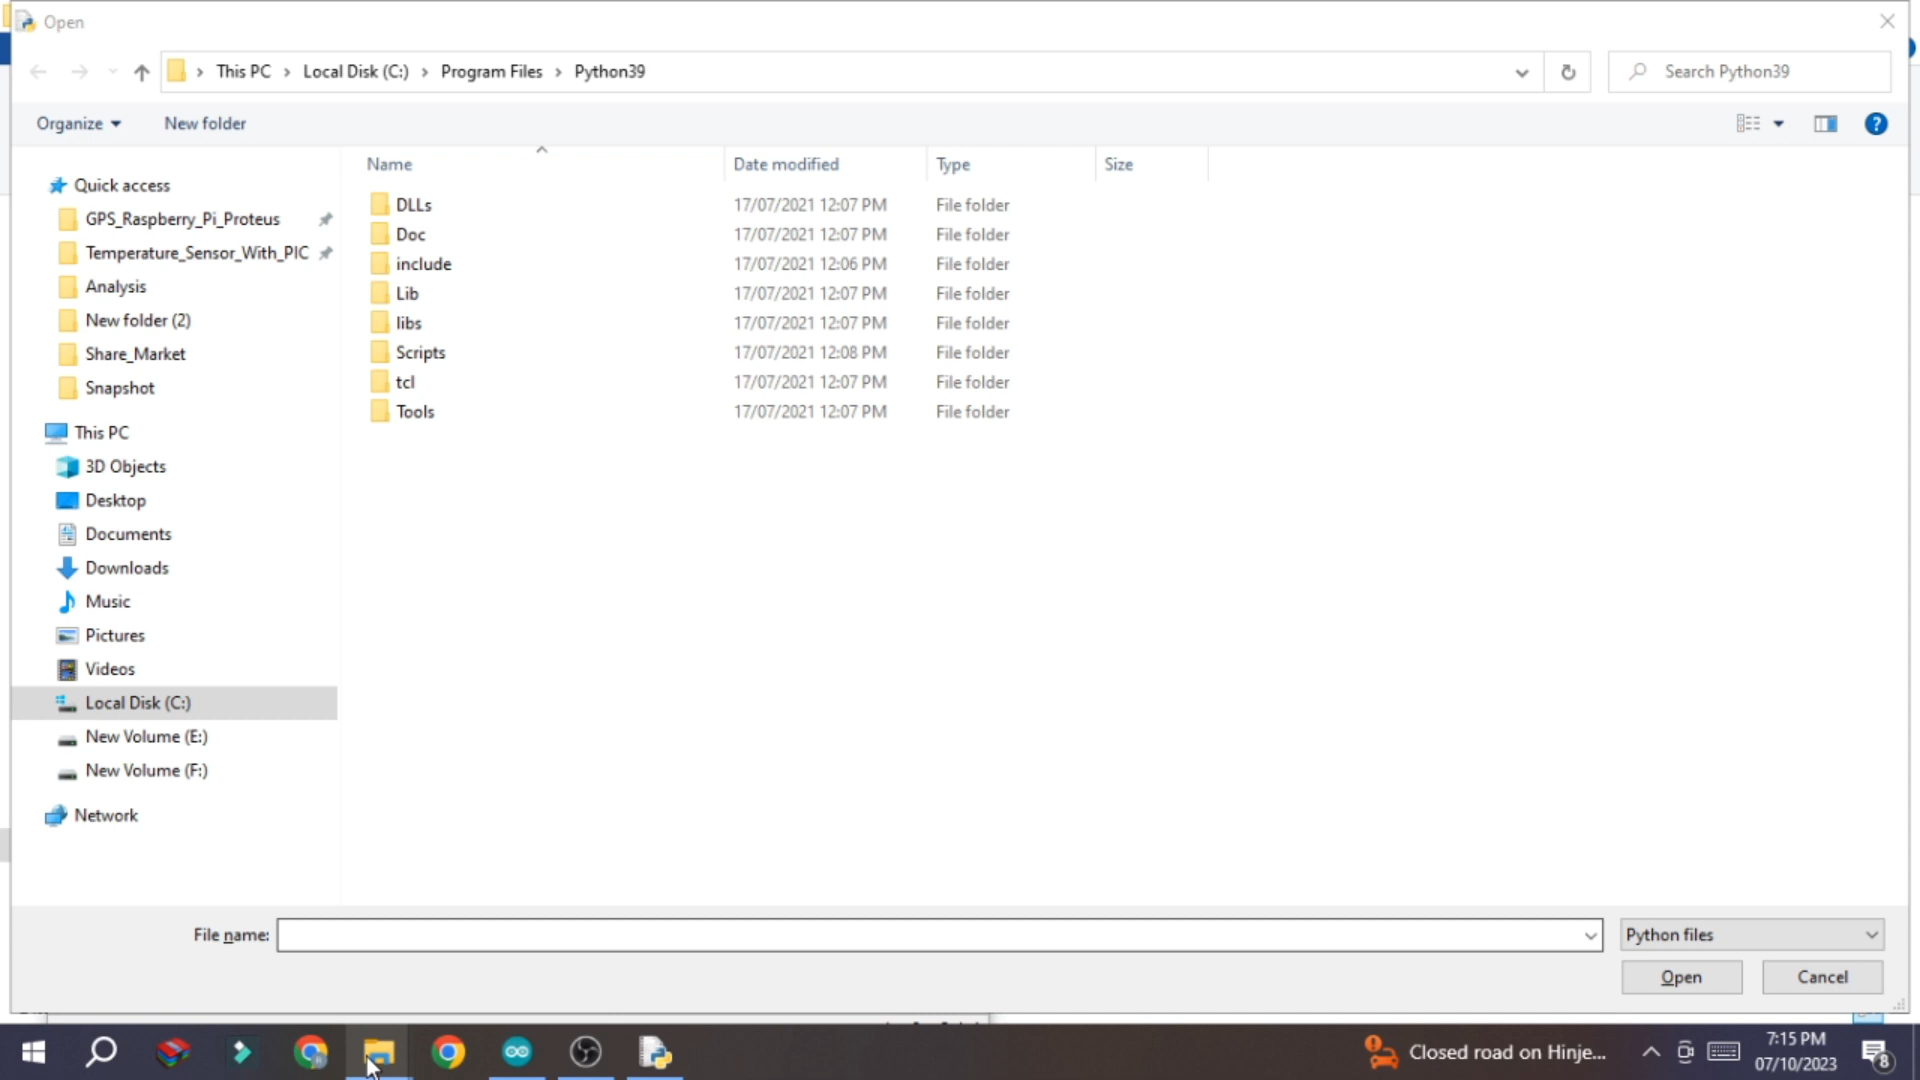 Open
This PC > Local Disk (C:) > Program Files > Python39
Search Python39
Organize
New folder
?
Name
Date modified
Type
Size
Quick access
GPS_Raspberry_Pi_Proteus
Temperature_Sensor_With_PIC
Analysis
New folder (2)
Share_Market
Snapshot
This PC
3D Objects
Desktop
Documents
Downloads
Music
Pictures
Videos
Local Disk (C:)
New Volume (E:)
New Volume (F:)
Network
DLLs 17/07/2021 12:07 PM File folder
Doc 17/07/2021 12:07 PM File folder
include 17/07/2021 12:06 PM File folder
Lib 17/07/2021 12:07 PM File folder
libs 17/07/2021 12:07 PM File folder
Scripts 17/07/2021 12:08 PM File folder
tcl 17/07/2021 12:07 PM File folder
Tools 17/07/2021 12:07 PM File folder
File name:
Python files
Open
Cancel
Closed road on Hinje...
7:15 PM
07/10/2023
8